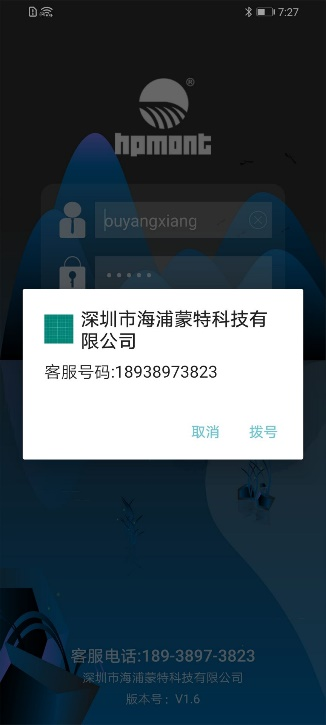 7:27
®
hpmont
ouyangxiang
深圳市海浦蒙特科技有
限公司
客服号码:18938973823
取消 拨号
客服电话:189-3897-3823
深圳市海浦蒙特科技有限公司
版本号：V1.6